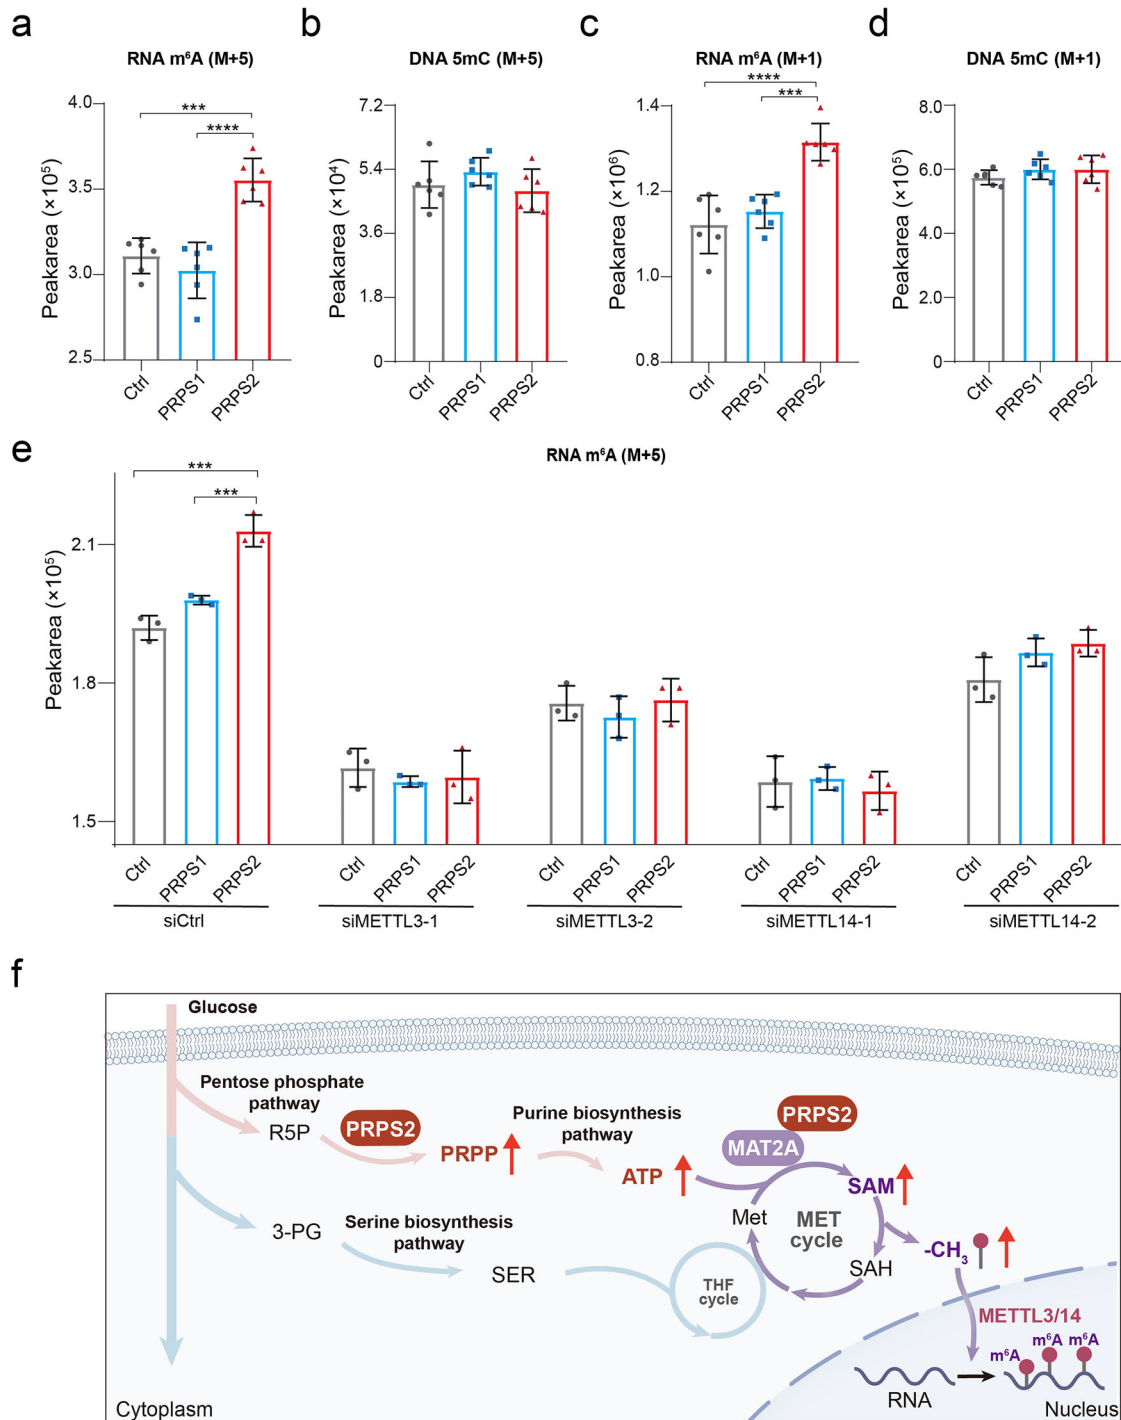 a
RNA m⁶A (M+5)
Peakarea (×10⁵)
4.0
3.5
3.0
2.5
***
****
Ctrl
PRPS1
PRPS2
b
DNA 5mC (M+5)
Peakarea (×10⁴)
7.2
5.4
3.6
1.8
0
Ctrl
PRPS1
PRPS2
c
RNA m⁶A (M+1)
Peakarea (×10⁶)
1.4
1.2
1.0
0.8
****
***
Ctrl
PRPS1
PRPS2
d
DNA 5mC (M+1)
Peakarea (×10⁵)
8.0
6.0
4.0
2.0
0
Ctrl
PRPS1
PRPS2
e
RNA m⁶A (M+5)
Peakarea (×10⁵)
2.1
1.8
1.5
***
***
Ctrl
PRPS1
PRPS2
siCtrl
Ctrl
PRPS1
PRPS2
siMETTL3-1
Ctrl
PRPS1
PRPS2
siMETTL3-2
Ctrl
PRPS1
PRPS2
siMETTL14-1
Ctrl
PRPS1
PRPS2
siMETTL14-2
f
Glucose
Pentose phosphate
pathway
R5P
PRPS2
PRPP
Purine biosynthesis
pathway
ATP
PRPS2
MAT2A
SAM
Met
MET
cycle
-CH₃
SAH
3-PG
Serine biosynthesis
pathway
SER
THF
cycle
METTL3/14
m⁶A
m⁶A
m⁶A
RNA
Cytoplasm
Nucleus